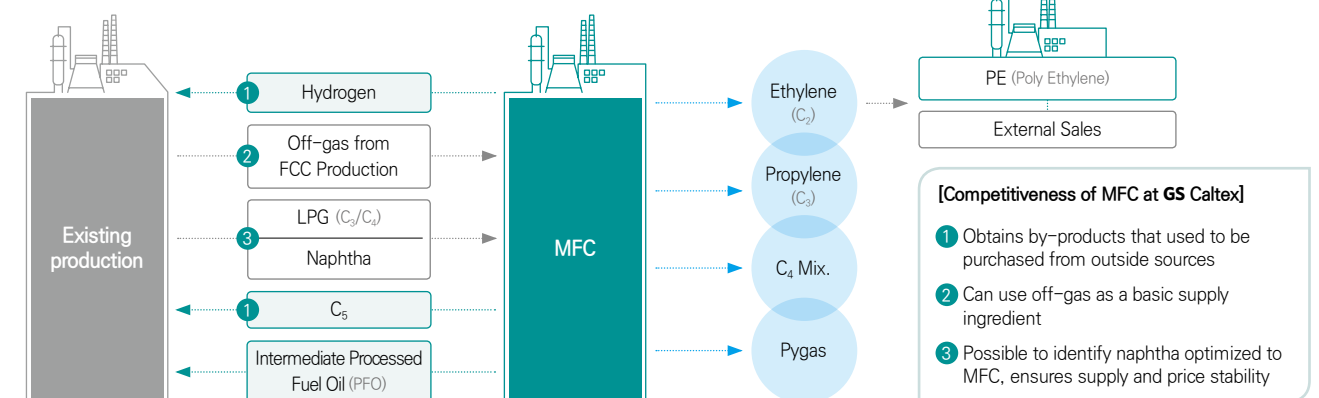 Existing
production
1
Hydrogen
2
Off-gas from
FCC Production
3
LPG (C₃/C₄)
Naphtha
1
C₅
Intermediate Processed
Fuel Oil (PFO)
MFC
Ethylene
(C₂)
Propylene
(C₃)
C₄ Mix.
Pygas
PE (Poly Ethylene)
External Sales
[Competitiveness of MFC at GS Caltex]
1 Obtains by-products that used to be
purchased from outside sources
2 Can use off-gas as a basic supply
ingredient
3 Possible to identify naphtha optimized to
MFC, ensures supply and price stability